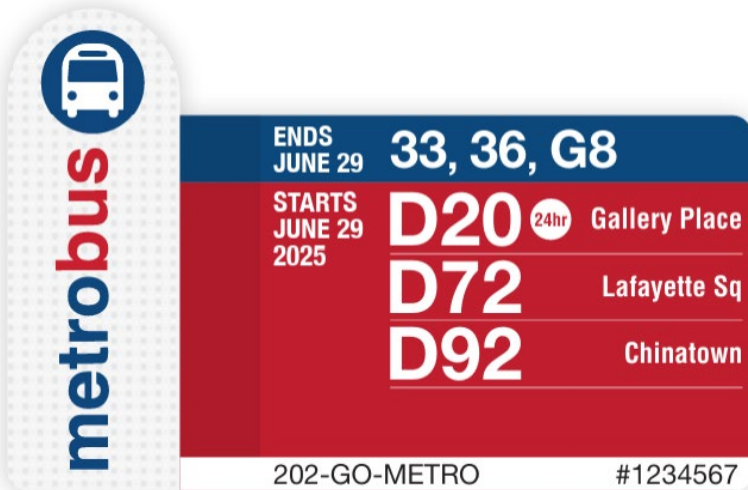 metrobus
ENDS
JUNE 29
33, 36, G8
STARTS
JUNE 29
2025
D20 24hr Gallery Place
D72 Lafayette Sq
D92 Chinatown
202-GO-METRO #1234567